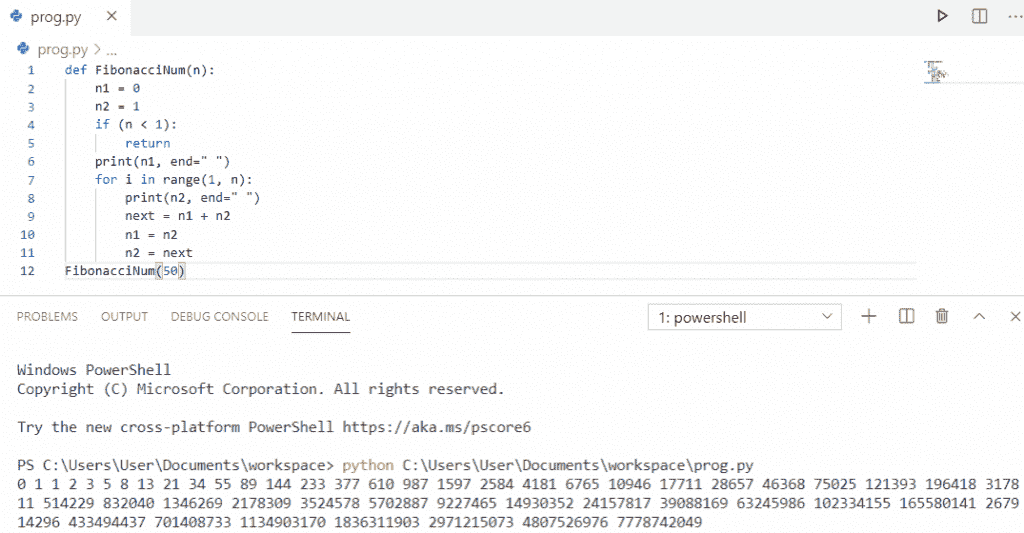 prog.py
prog.py > ...
1 def FibonacciNum(n):
2 n1 = 0
3 n2 = 1
4 if (n < 1):
5 return
6 print(n1, end=" ")
7 for i in range(1, n):
8 print(n2, end=" ")
9 next = n1 + n2
10 n1 = n2
11 n2 = next
12 FibonacciNum(50)
PROBLEMS OUTPUT DEBUG CONSOLE TERMINAL 1: powershell
Windows PowerShell
Copyright (C) Microsoft Corporation. All rights reserved.
Try the new cross-platform PowerShell https://aka.ms/pscore6
PS C:\Users\User\Documents\workspace> python C:\Users\User\Documents\workspace\prog.py
0 1 1 2 3 5 8 13 21 34 55 89 144 233 377 610 987 1597 2584 4181 6765 10946 17711 28657 46368 75025 121393 196418 3178
11 514229 832040 1346269 2178309 3524578 5702887 9227465 14930352 24157817 39088169 63245986 102334155 165580141 2679
14296 433494437 701408733 1134903170 1836311903 2971215073 4807526976 7778742049